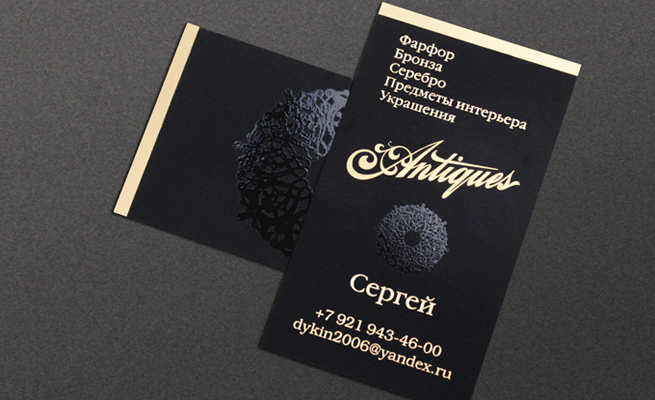 Фарфор
Бронза
Серебро
Предметы интерьера
Украшения
Antiques
Сергей
+7 921 943-46-00
dykin2006@yandex.ru